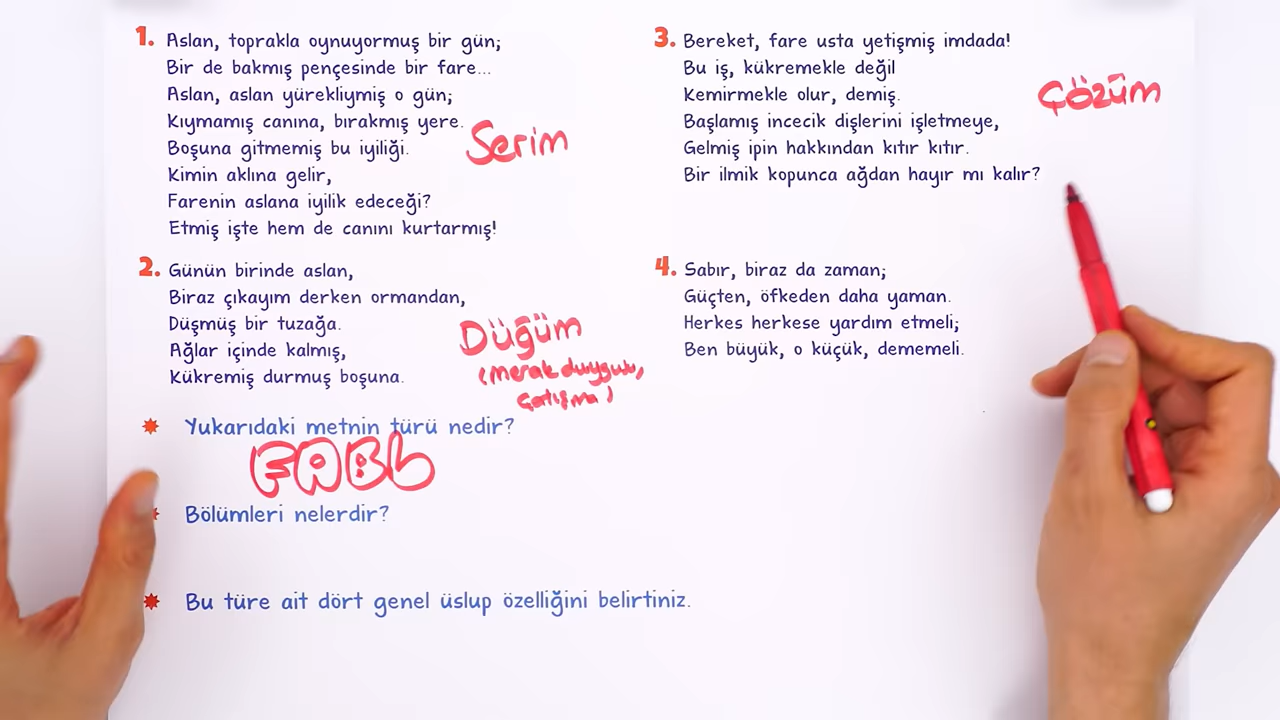 1. Aslan, toprakla oynuyormuş bir gün;
Bir de bakmış pençesinde bir fare...
Aslan, aslan yürekliymiş o gün;
Kıymamış canına, bırakmış yere.
Boşuna gitmemiş bu iyiliği.
Kimin aklına gelir,
Farenin aslana iyilik edeceği?
Etmiş işte hem de canını kurtarmış!
Serim
2. Günün birinde aslan,
Biraz çıkayım derken ormandan,
Düşmüş bir tuzağa.
Ağlar içinde kalmış,
Kükremiş durmuş boşuna.
Düğüm
(merak duygusu,
çatışma)
3. Bereket, fare usta yetişmiş imdada!
Bu iş, kükremekle değil
Kemirmekle olur, demiş.
Başlamış incecik dişlerini işletmeye,
Gelmiş ipin hakkından kıtır kıtır.
Bir ilmik kopunca ağdan hayır mı kalır?
Çözüm
4. Sabır, biraz da zaman;
Güçten, öfkeden daha yaman.
Herkes herkese yardım etmeli;
Ben büyük, o küçük, dememeli.
Yukarıdaki metnin türü nedir?
FABL
Bölümleri nelerdir?
Bu türe ait dört genel üslup özelliğini belirtiniz.